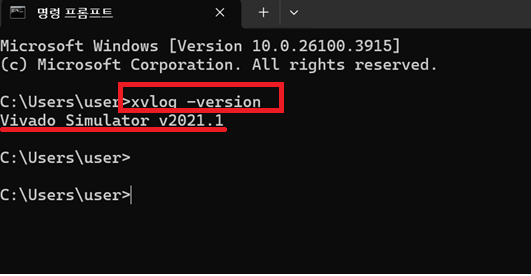 명령 프롬프트
Microsoft Windows [Version 10.0.26100.3915]
(c) Microsoft Corporation. All rights reserved.
C:\Users\user>xvlog -version
Vivado Simulator v2021.1
C:\Users\user>
C:\Users\user>